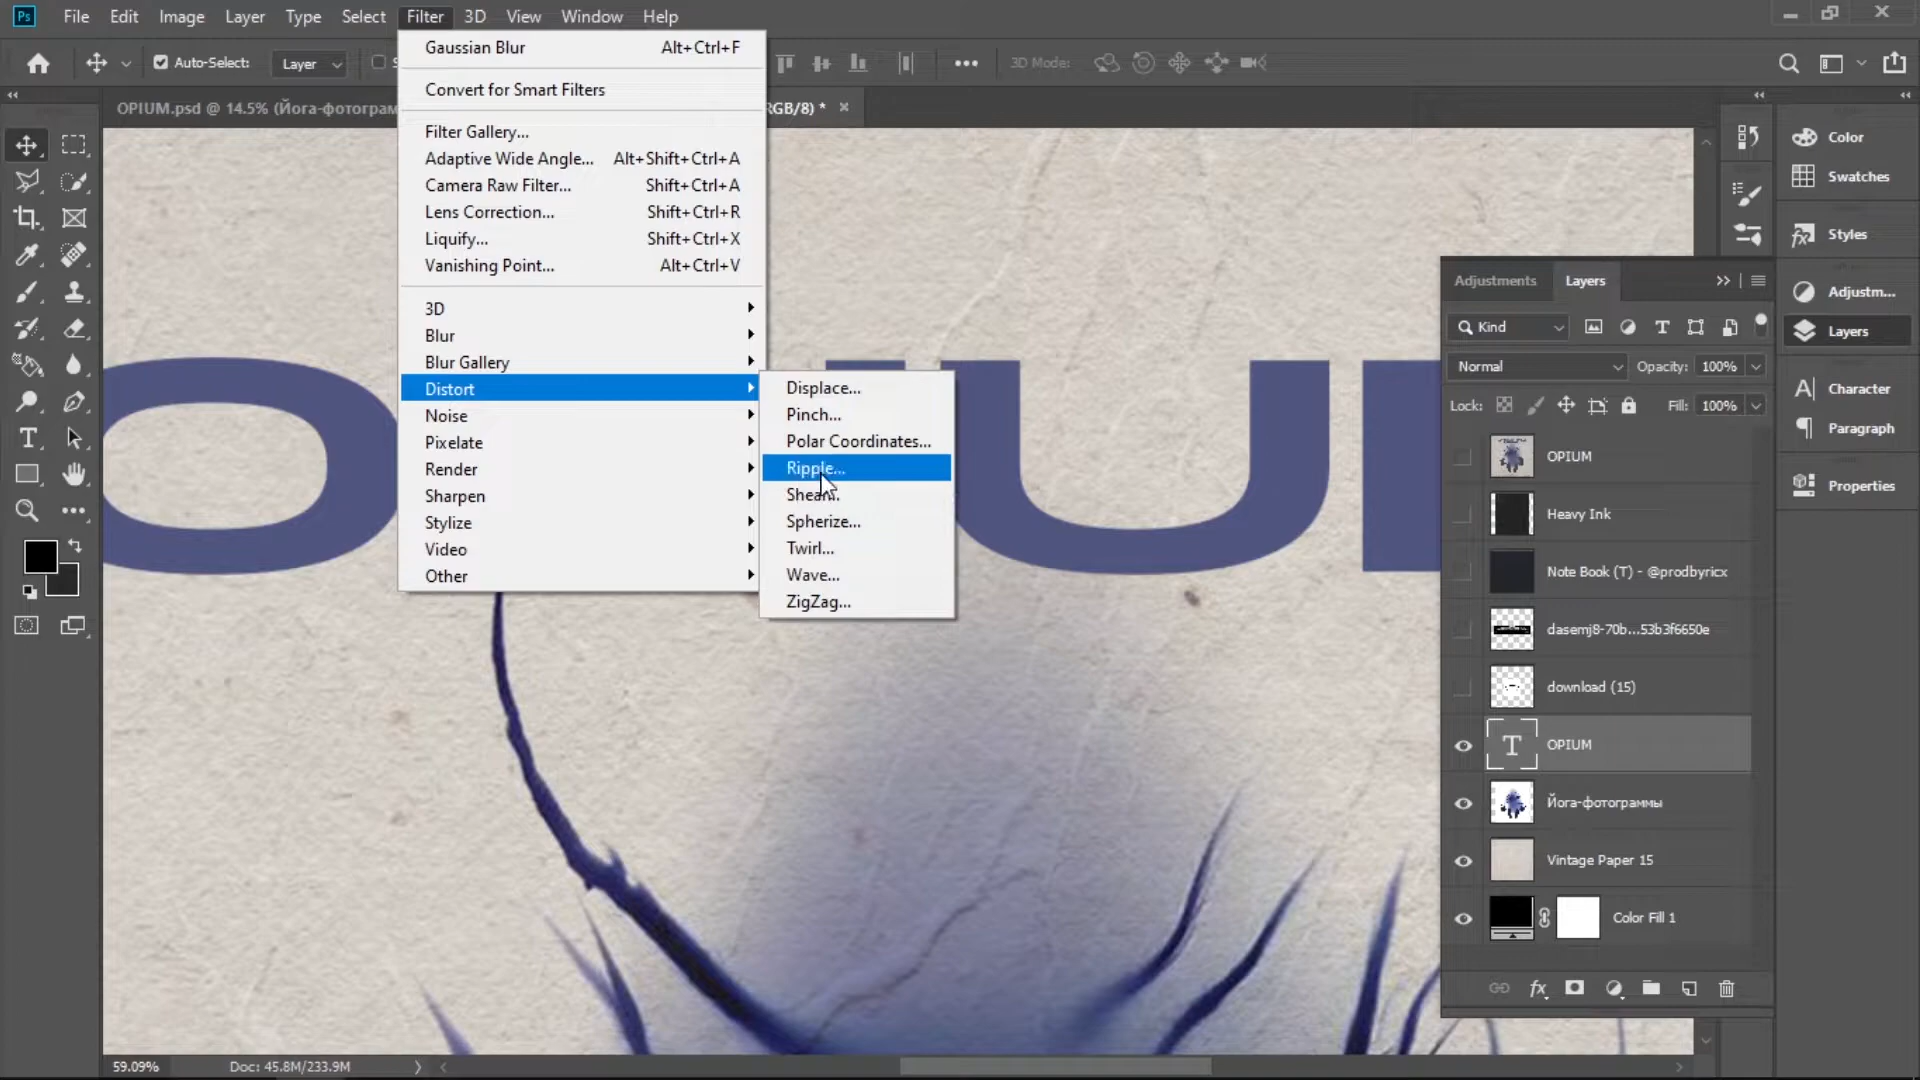 Ps File Edit Image Layer Type Select Filter 3D View Window Help
Auto-Select: Layer
3D Mode:
OPIUM.psd @ 14.5% (Йога-фотограм
RGB/8) *
Gaussian Blur Alt+Ctrl+F
Convert for Smart Filters
Filter Gallery...
Adaptive Wide Angle... Alt+Shift+Ctrl+A
Camera Raw Filter... Shift+Ctrl+A
Lens Correction... Shift+Ctrl+R
Liquify... Shift+Ctrl+X
Vanishing Point... Alt+Ctrl+V
3D
Blur
Blur Gallery
Distort
Noise
Pixelate
Render
Sharpen
Stylize
Video
Other
Displace...
Pinch...
Polar Coordinates...
Ripple...
Shear...
Spherize...
Twirl...
Wave...
ZigZag...
Adjustments Layers
Kind
Normal Opacity: 100%
Lock: Fill: 100%
OPIUM
Heavy Ink
Note Book (T) - @prodbyricx
dasemj8-70b...53b3f6650e
download (15)
OPIUM
Йога-фотограммы
Vintage Paper 15
Color Fill 1
Color
Swatches
Styles
Adjustm...
Layers
Character
Paragraph
Properties
59.09% Doc: 45.8M/233.9M